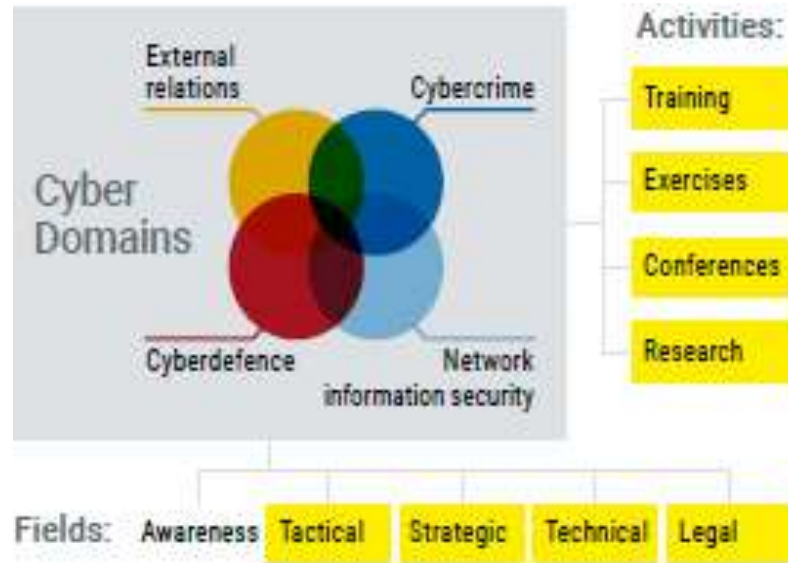 Activities:
External
relations
Cybercrime
Training
Cyber
Domains
Exercises
Conferences
Cyberdefence
Network
information security
Research
Fields: Awareness Tactical Strategic Technical Legal